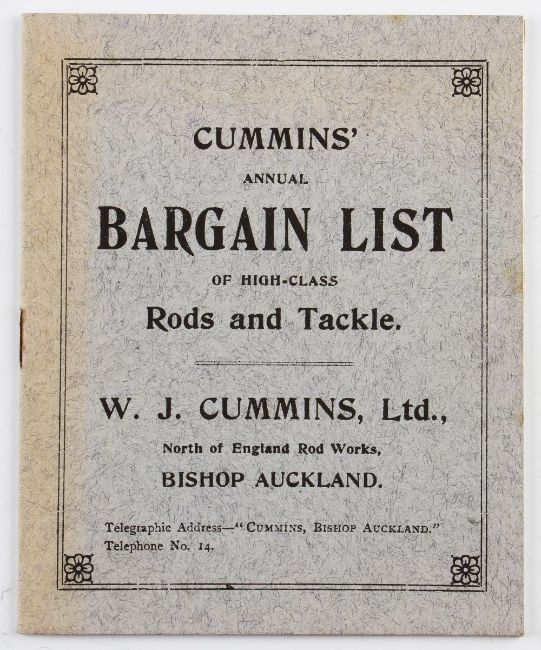 CUMMINS'
ANNUAL
BARGAIN LIST
OF HIGH-CLASS
Rods and Tackle.
W. J. CUMMINS, Ltd.,
North of England Rod Works,
BISHOP AUCKLAND.
Telegraphic Address—"CUMMINS, BISHOP AUCKLAND."
Telephone No. 14.